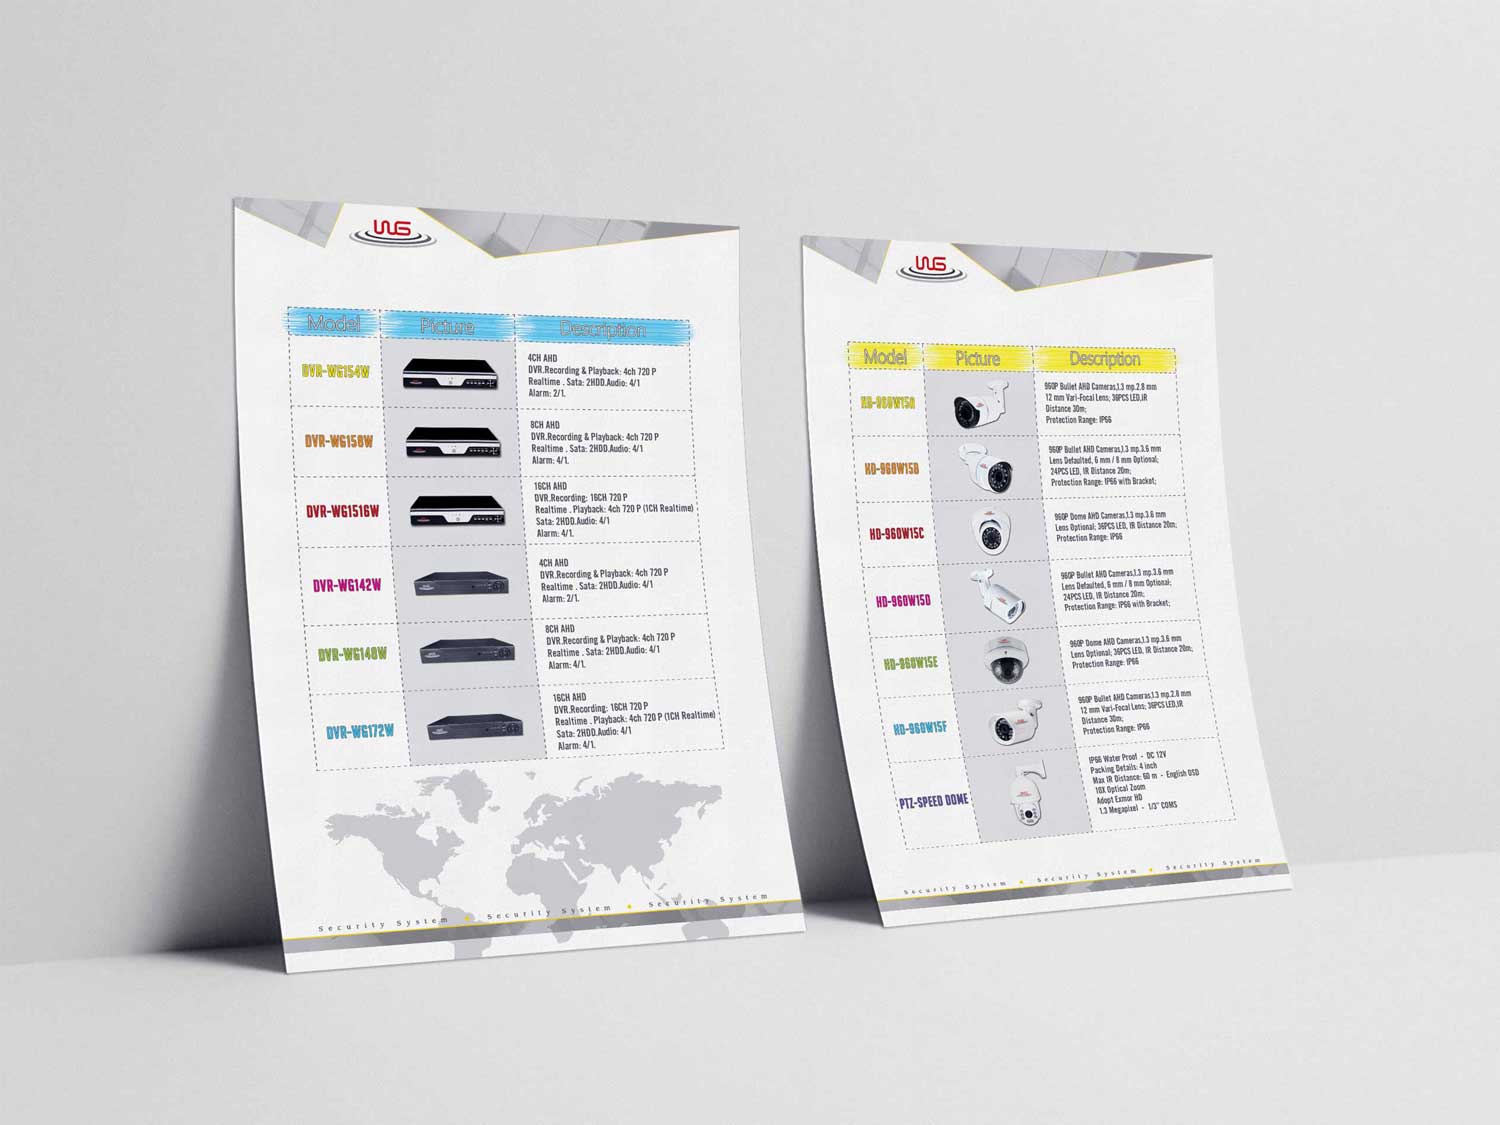 WG
Model Picture Description
DVR-WG154W
4CH AHD
DVR.Recording & Playback: 4ch 720 P
Realtime . Sata: 2HDD.Audio: 4/1
Alarm: 2/1.
DVR-WG158W
8CH AHD
DVR.Recording & Playback: 4ch 720 P
Realtime . Sata: 2HDD.Audio: 4/1
Alarm: 4/1.
DVR-WG1516W
16CH AHD
DVR.Recording: 16CH 720 P
Realtime . Playback: 4ch 720 P (1CH Realtime)
Sata: 2HDD.Audio: 4/1
Alarm: 4/1.
DVR-WG142W
4CH AHD
DVR.Recording & Playback: 4ch 720 P
Realtime . Sata: 2HDD.Audio: 4/1
Alarm: 2/1.
DVR-WG148W
8CH AHD
DVR.Recording & Playback: 4ch 720 P
Realtime . Sata: 2HDD.Audio: 4/1
Alarm: 4/1.
DVR-WG172W
16CH AHD
DVR.Recording: 16CH 720 P
Realtime . Playback: 4ch 720 P (1CH Realtime)
Sata: 2HDD.Audio: 4/1
Alarm: 4/1.
Security System • Security System • Security System
WG
Model Picture Description
HD-960W15A
960P Bullet AHD Cameras,1.3 mp.2.8 mm
12 mm Vari-Focal Lens; 36PCS LED,IR
Distance 30m;
Protection Range: IP66
HD-960W15B
960P Bullet AHD Cameras,1.3 mp.3.6 mm
Lens Defaulted, 6 mm / 8 mm Optional;
24PCS LED, IR Distance 20m;
Protection Range: IP66 with Bracket;
HD-960W15C
960P Dome AHD Cameras,1.3 mp.3.6 mm
Lens Optional; 36PCS LED, IR Distance 20m;
Protection Range: IP66
HD-960W15D
960P Bullet AHD Cameras,1.3 mp.3.6 mm
Lens Defaulted, 6 mm / 8 mm Optional;
24PCS LED, IR Distance 20m;
Protection Range: IP66 with Bracket;
HD-960W15E
960P Dome AHD Cameras,1.3 mp.3.6 mm
Lens Optional; 36PCS LED, IR Distance 20m;
Protection Range: IP66
HD-960W15F
960P Bullet AHD Cameras,1.3 mp.2.8 mm
12 mm Vari-Focal Lens; 36PCS LED,IR
Distance 30m;
Protection Range: IP66
PTZ-SPEED DOME
IP66 Water Proof - DC 12V
Packing Details: 4 inch
Max IR Distance: 60 m - English OSD
10X Optical Zoom
Adopt Exmor HD
1.3 Megapixel - 1/3" COMS
Security System • Security System • Security System